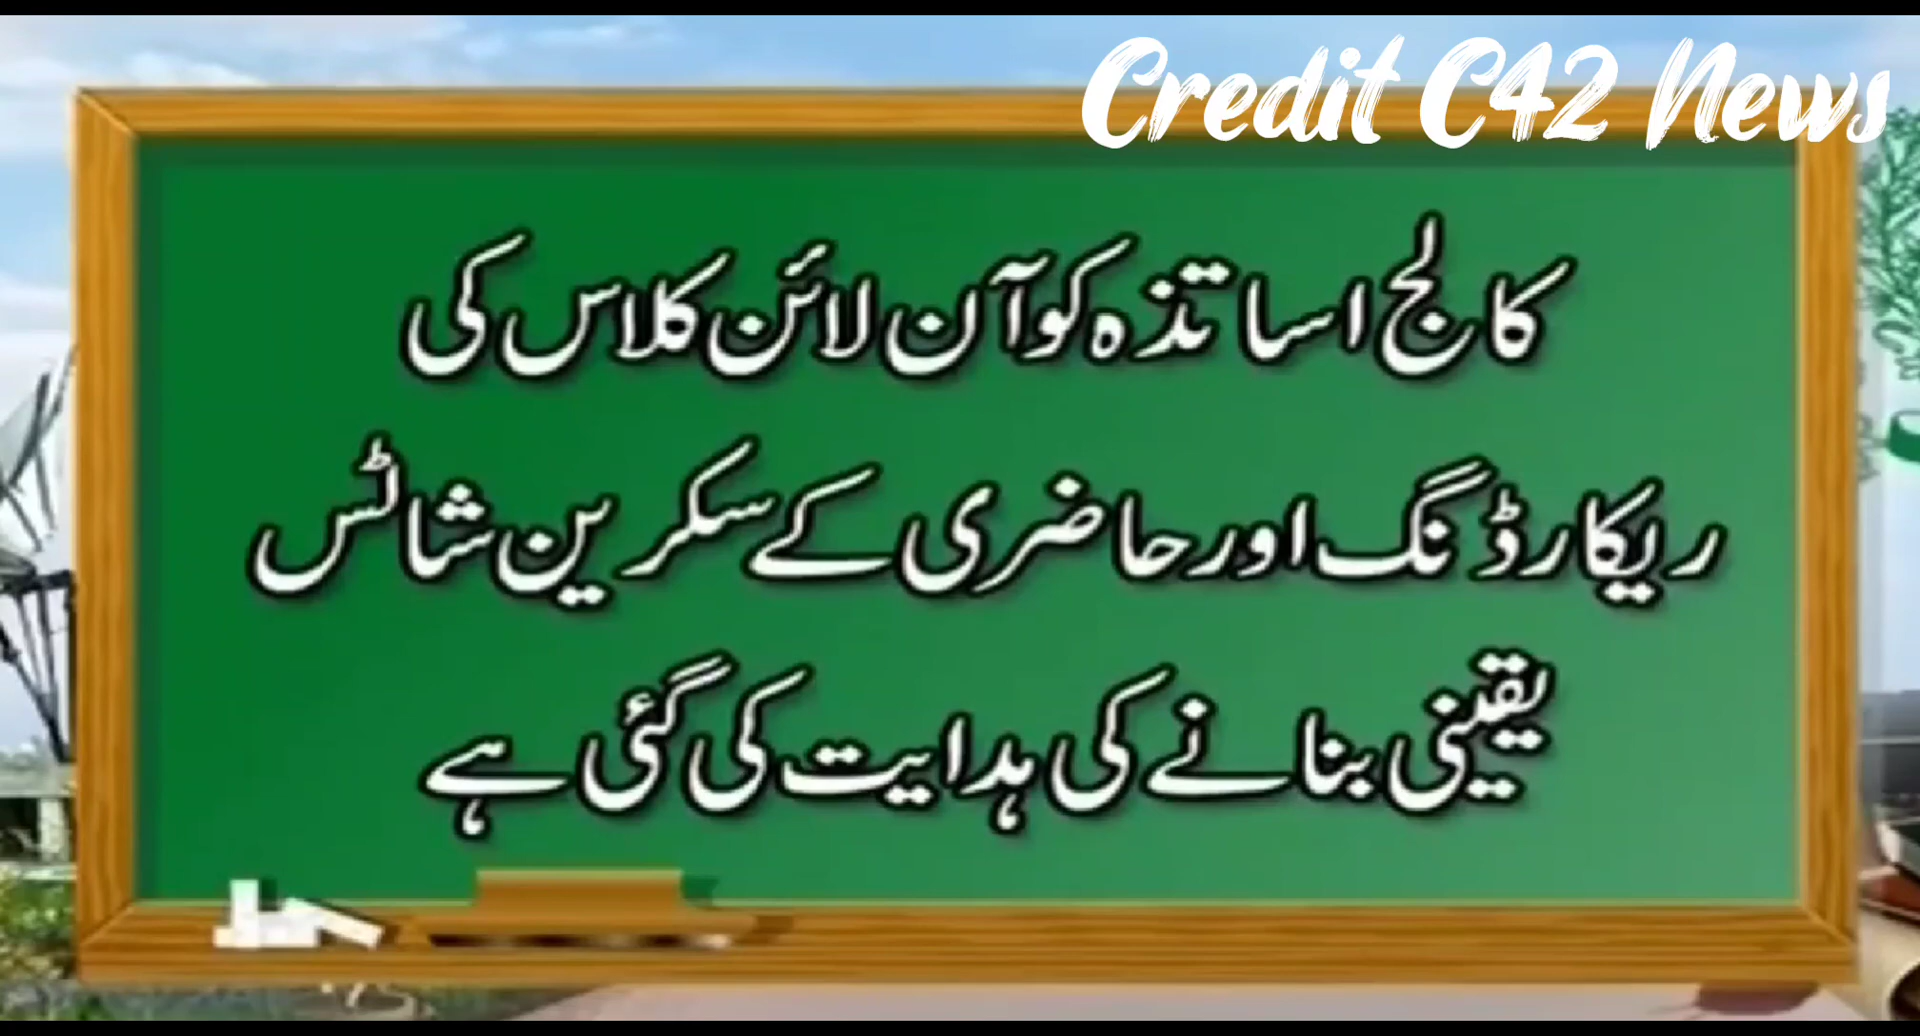 Credit C42 News
کالج اساتذہ کو آن لائن کلاس کی
ریکارڈنگ اور حاضری کے سکرین شاٹس
یقینی بنانے کی ہدایت کی گئی ہے